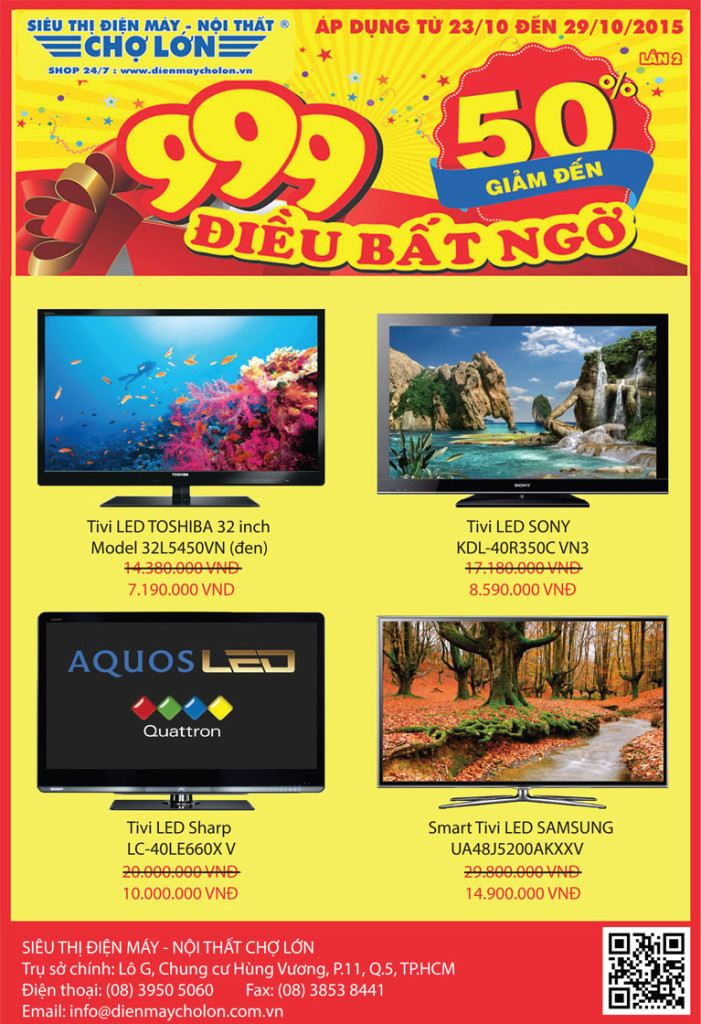 SIÊU THỊ ĐIỆN MÁY - NỘI THẤT ®
CHỢ LỚN
SHOP 24/7 : www.dienmaycholon.vn
ÁP DỤNG TỪ 23/10 ĐẾN 29/10/2015
LẦN 2
999
50%
GIẢM ĐẾN
ĐIỀU BẤT NGỜ
TOSHIBA
SONY
Tivi LED TOSHIBA 32 inch
Model 32L5450VN (đen)
14.380.000 VND
7.190.000 VND
Tivi LED SONY
KDL-40R350C VN3
17.180.000 VNĐ
8.590.000 VNĐ
AQUOS LED
Quattron
Tivi LED Sharp
LC-40LE660X V
20.000.000 VNĐ
10.000.000 VNĐ
Smart Tivi LED SAMSUNG
UA48J5200AKXXV
29.800.000 VNĐ
14.900.000 VNĐ
SIÊU THỊ ĐIỆN MÁY - NỘI THẤT CHỢ LỚN
Trụ sở chính: Lô G, Chung cư Hùng Vương, P.11, Q.5, TP.HCM
Điện thoại: (08) 3950 5060 Fax: (08) 3853 8441
Email: info@dienmaycholon.com.vn